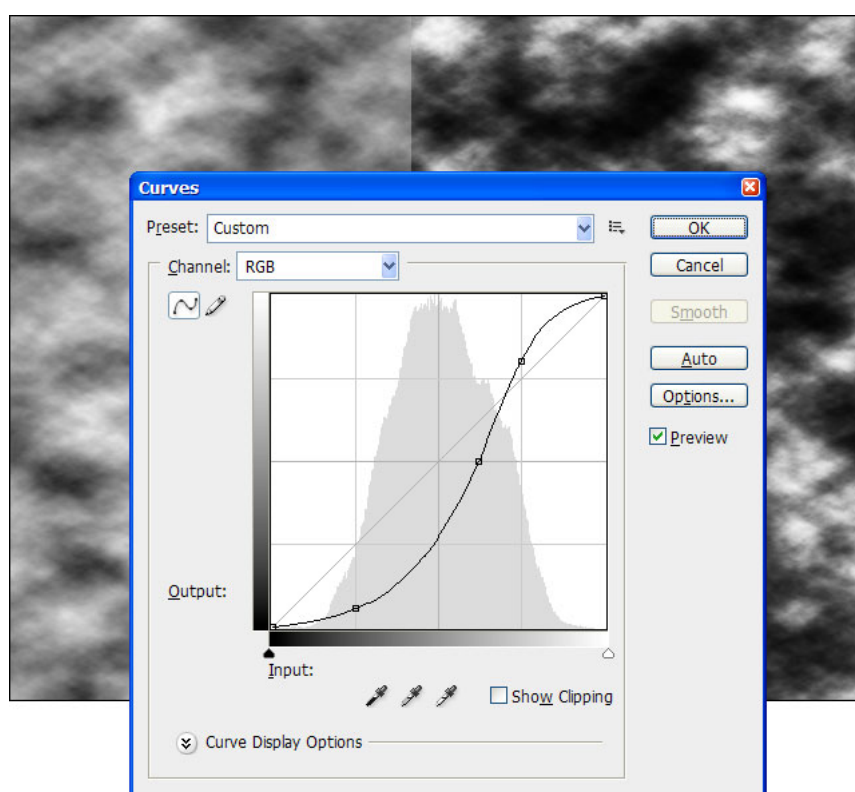 Curves
Preset: Custom
OK
Channel: RGB
Cancel
Smooth
Auto
Options...
Preview
Output:
Input:
Show Clipping
Curve Display Options